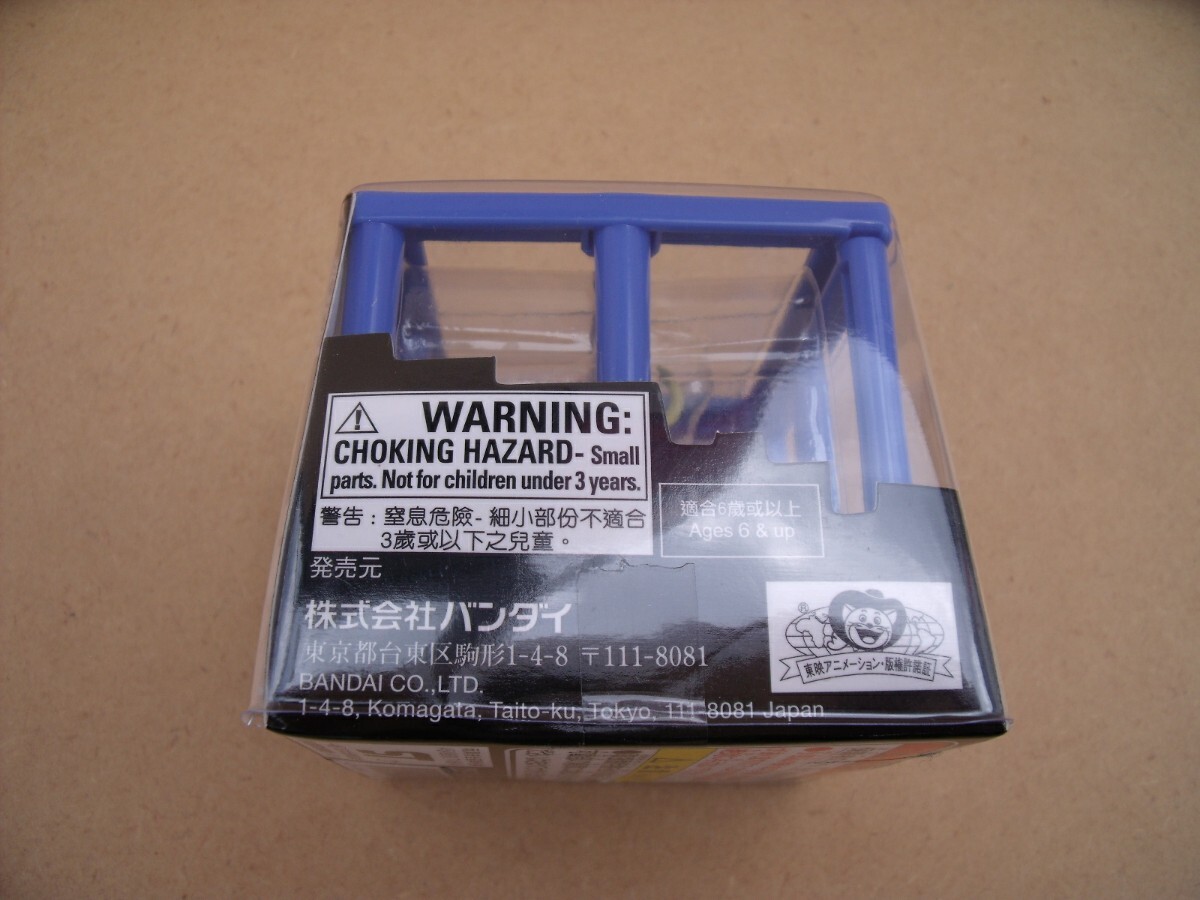 WARNING:
CHOKING HAZARD- Small
parts. Not for children under 3 years.
警告 : 窒息危險 - 細小部份不適合
3歲或以下之兒童。
適合6歲或以上
Ages 6 & up
発売元
株式会社バンダイ
東京都台東区駒形1-4-8 〒111-8081
BANDAI CO.,LTD.
1-4-8, Komagata, Taito-ku, Tokyo, 111-8081 Japan
®
東映アニメーション・版権許諾証